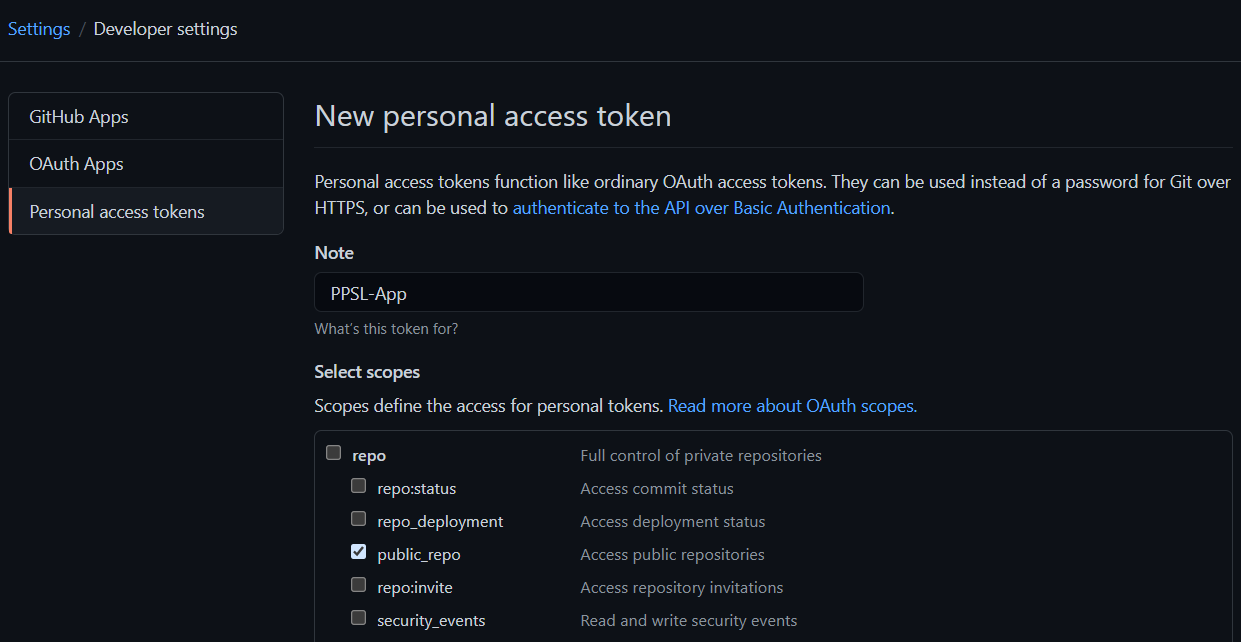 Settings / Developer settings
GitHub Apps
OAuth Apps
Personal access tokens
New personal access token
Personal access tokens function like ordinary OAuth access tokens. They can be used instead of a password for Git over
HTTPS, or can be used to authenticate to the API over Basic Authentication.
Note
PPSL-App
What's this token for?
Select scopes
Scopes define the access for personal tokens. Read more about OAuth scopes.
repo Full control of private repositories
repo:status Access commit status
repo_deployment Access deployment status
public_repo Access public repositories
repo:invite Access repository invitations
security_events Read and write security events